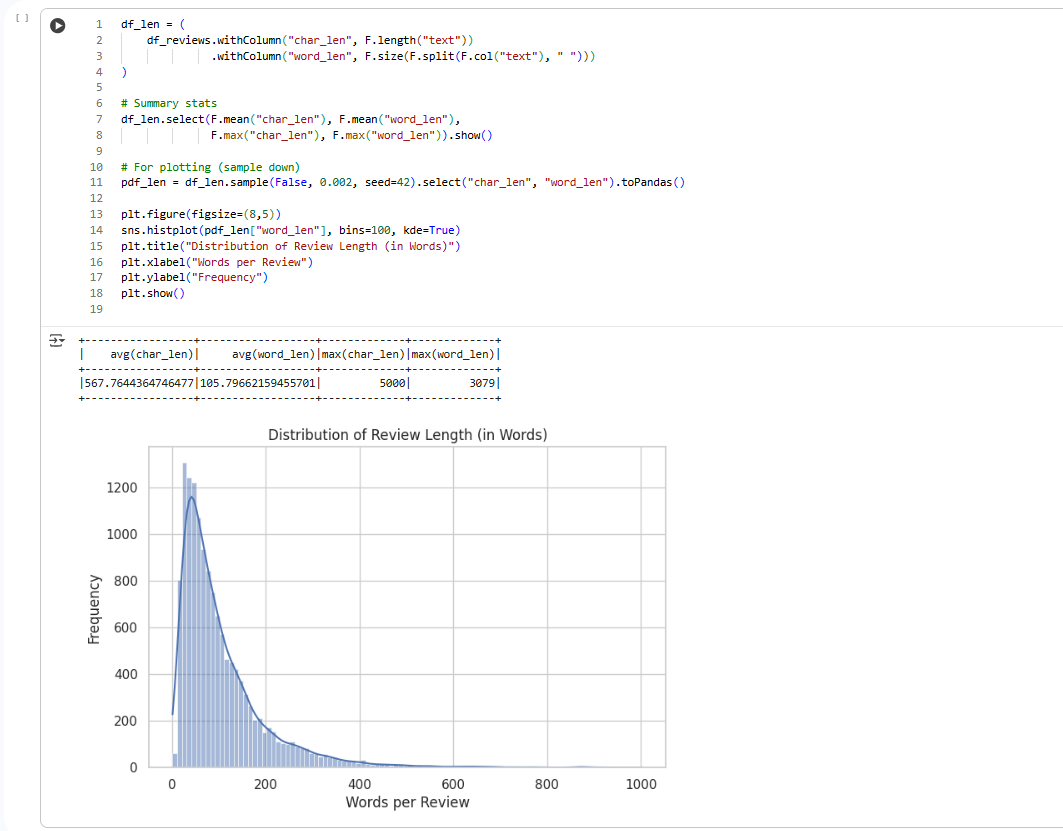 [ ]
1 df_len = (
2 df_reviews.withColumn("char_len", F.length("text"))
3 .withColumn("word_len", F.size(F.split(F.col("text"), " ")))
4 )
5
6 # Summary stats
7 df_len.select(F.mean("char_len"), F.mean("word_len"),
8 F.max("char_len"), F.max("word_len")).show()
9
10 # For plotting (sample down)
11 pdf_len = df_len.sample(False, 0.002, seed=42).select("char_len", "word_len").toPandas()
12
13 plt.figure(figsize=(8,5))
14 sns.histplot(pdf_len["word_len"], bins=100, kde=True)
15 plt.title("Distribution of Review Length (in Words)")
16 plt.xlabel("Words per Review")
17 plt.ylabel("Frequency")
18 plt.show()
19
+-----------------+------------------+-------------+-------------+
|    avg(char_len)|     avg(word_len)|max(char_len)|max(word_len)|
+-----------------+------------------+-------------+-------------+
|567.7644364746477|105.79662159455701|         5000|         3079|
+-----------------+------------------+-------------+-------------+
Distribution of Review Length (in Words)
1200
1000
800
600
400
200
0
Frequency
0 200 400 600 800 1000
Words per Review